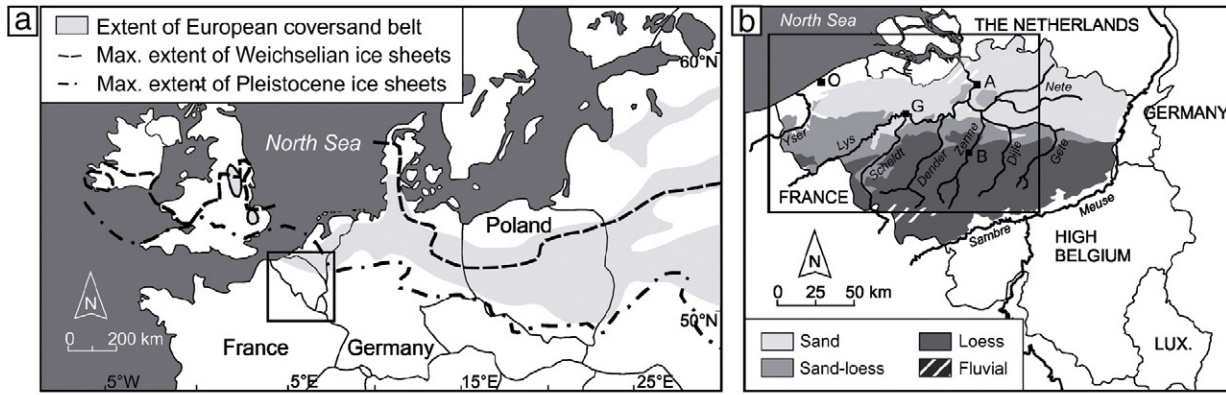 a
Extent of European coversand belt
Max. extent of Weichselian ice sheets
Max. extent of Pleistocene ice sheets
60°N
North Sea
Poland
N
0 200 km
France
Germany
50°N
5°W
5°E
15°E
25°E
b
North Sea
THE NETHERLANDS
O
A
Nete
G
GERMANY
Yser
Lys
Scheldt
Dender
Zenne
B
Dijle
Gete
FRANCE
Meuse
Sambre
N
HIGH
BELGIUM
0 25 50 km
Sand
Loess
Sand-loess
Fluvial
LUX.